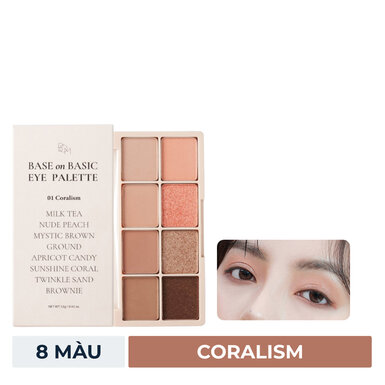 BASE on BASIC
EYE PALETTE
01 Coralism
MILK TEA
NUDE PEACH
MYSTIC BROWN
GROUND
APRICOT CANDY
SUNSHINE CORAL
TWINKLE SAND
BROWNIE
8 MÀU
CORALISM